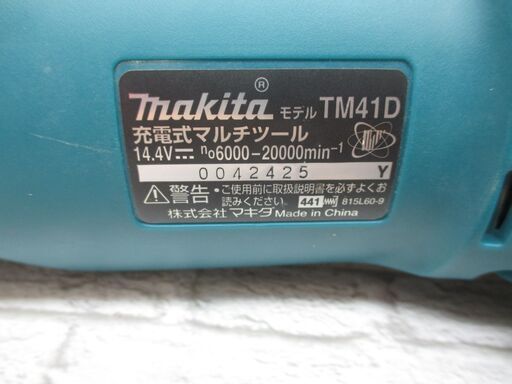 ®
makita モデル TM41D
充電式マルチツール
14.4V⎓ n₀6000-20000min⁻¹
0042425 Y
⚠警告・ご使用前に取扱説明書を必ずよくお
読みください。 441 815L60-9
株式会社マキタ Made in China